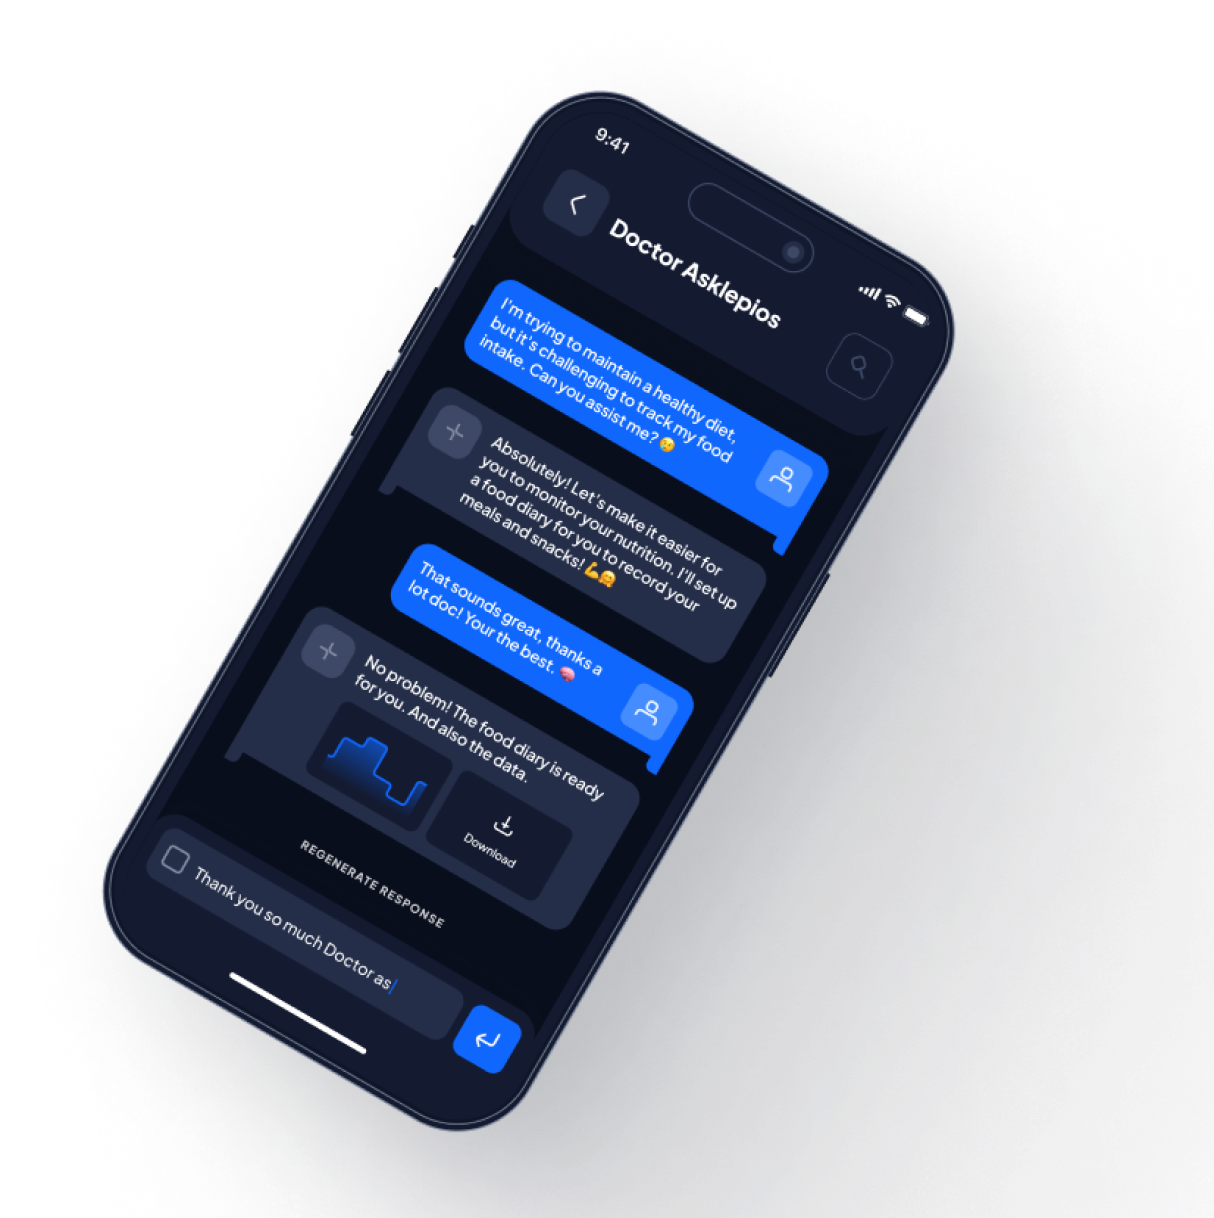 9:41
Doctor Asklepios
I'm trying to maintain a healthy diet,
but it's challenging to track my food
intake. Can you assist me? 🥲
Absolutely! Let's make it easier for
you to monitor your nutrition. I'll set up
a food diary for you to record your
meals and snacks! 💪🤗
That sounds great, thanks a
lot doc! Your the best. 🧠
No problem! The food diary is ready
for you. And also the data.
Download
REGENERATE RESPONSE
Thank you so much Doctor as